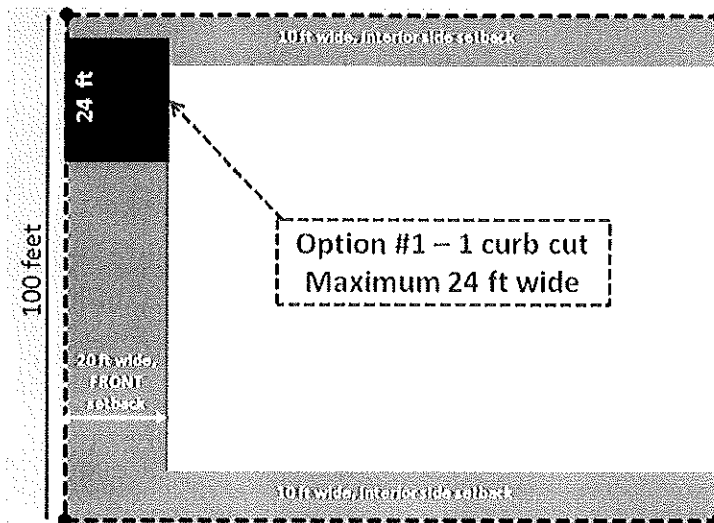 10 ft wide, Interior side setback
24 ft
Option #1 – 1 curb cut
Maximum 24 ft wide
100 feet
20 ft wide,
FRONT
setback
10 ft wide, Interior side setback